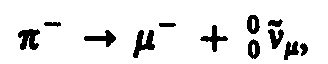 π⁻ → μ⁻ + ⁰₀ν̃_μ,